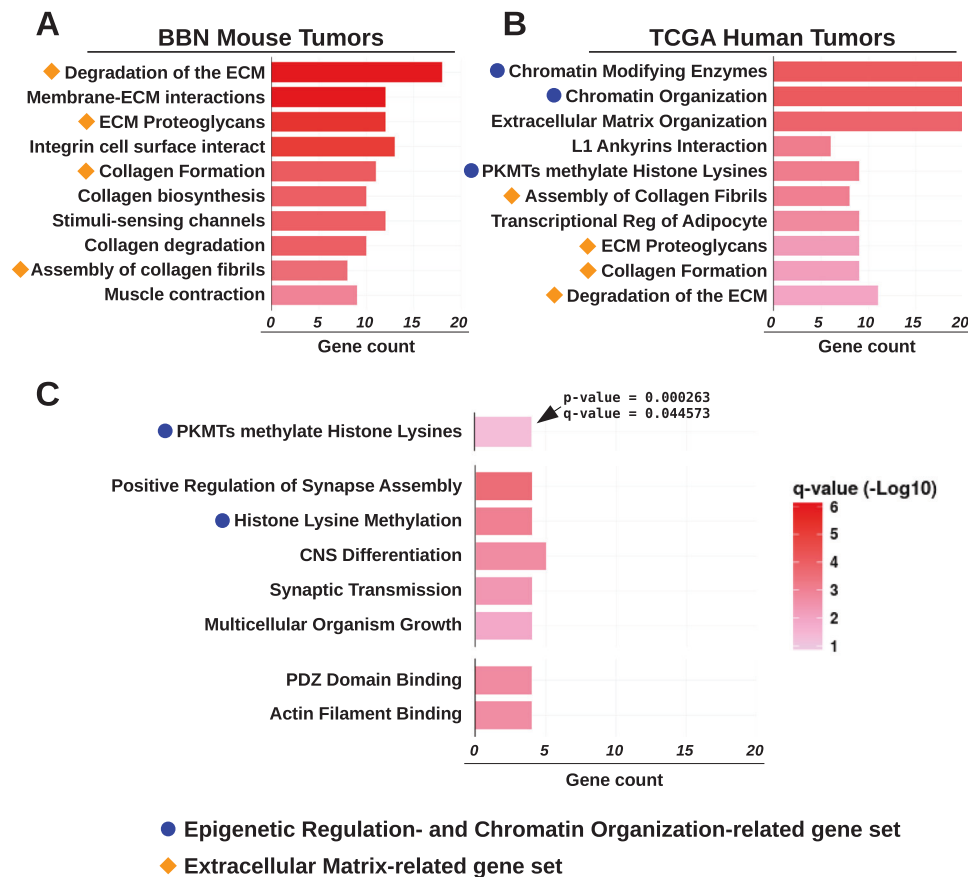 A
BBN Mouse Tumors
Degradation of the ECM
Membrane-ECM interactions
ECM Proteoglycans
Integrin cell surface interact
Collagen Formation
Collagen biosynthesis
Stimuli-sensing channels
Collagen degradation
Assembly of collagen fibrils
Muscle contraction
0 5 10 15 20
Gene count
B
TCGA Human Tumors
Chromatin Modifying Enzymes
Chromatin Organization
Extracellular Matrix Organization
L1 Ankyrins Interaction
PKMTs methylate Histone Lysines
Assembly of Collagen Fibrils
Transcriptional Reg of Adipocyte
ECM Proteoglycans
Collagen Formation
Degradation of the ECM
0 5 10 15 20
Gene count
C
p-value = 0.000263
q-value = 0.044573
PKMTs methylate Histone Lysines
Positive Regulation of Synapse Assembly
Histone Lysine Methylation
CNS Differentiation
Synaptic Transmission
Multicellular Organism Growth
PDZ Domain Binding
Actin Filament Binding
0 5 10 15 20
Gene count
q-value (-Log10)
6
5
4
3
2
1
Epigenetic Regulation- and Chromatin Organization-related gene set
Extracellular Matrix-related gene set